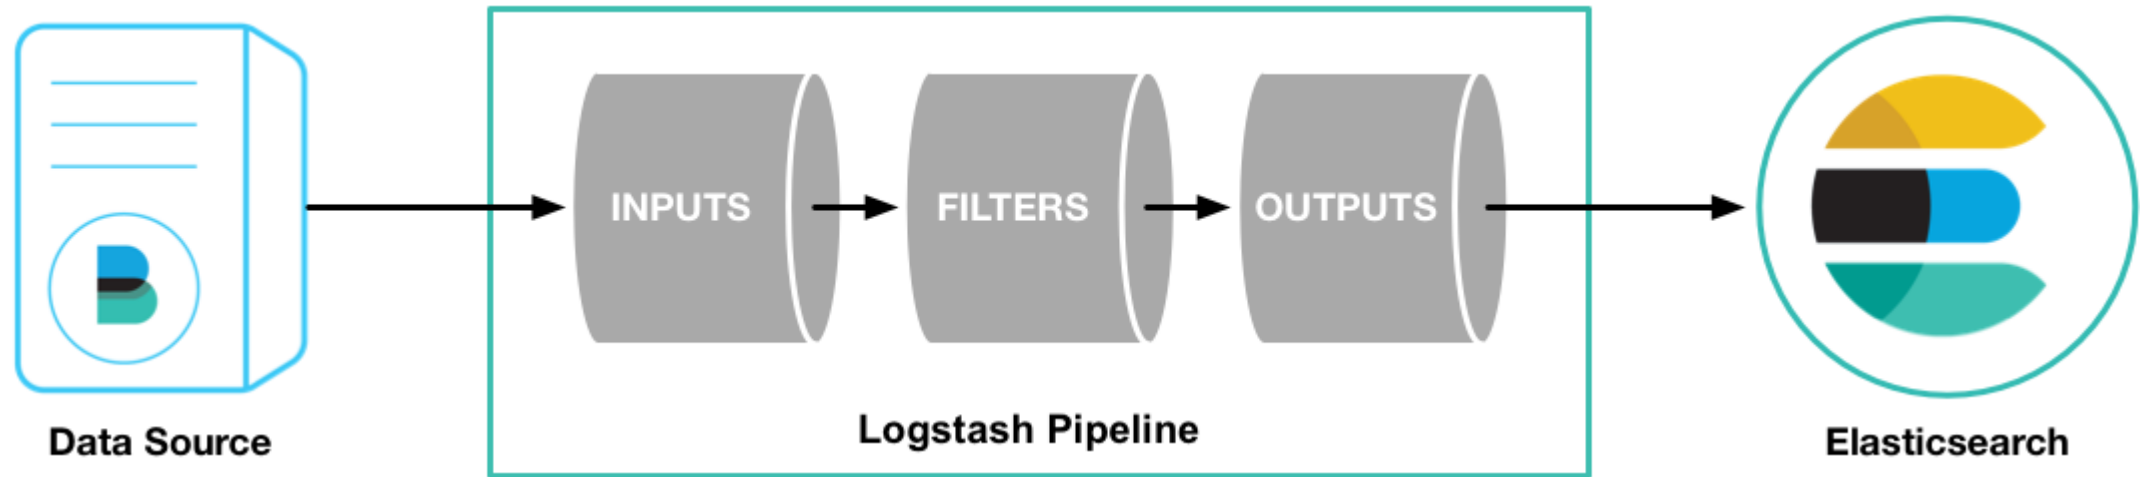 INPUTS
FILTERS
OUTPUTS
Data Source
Logstash Pipeline
Elasticsearch